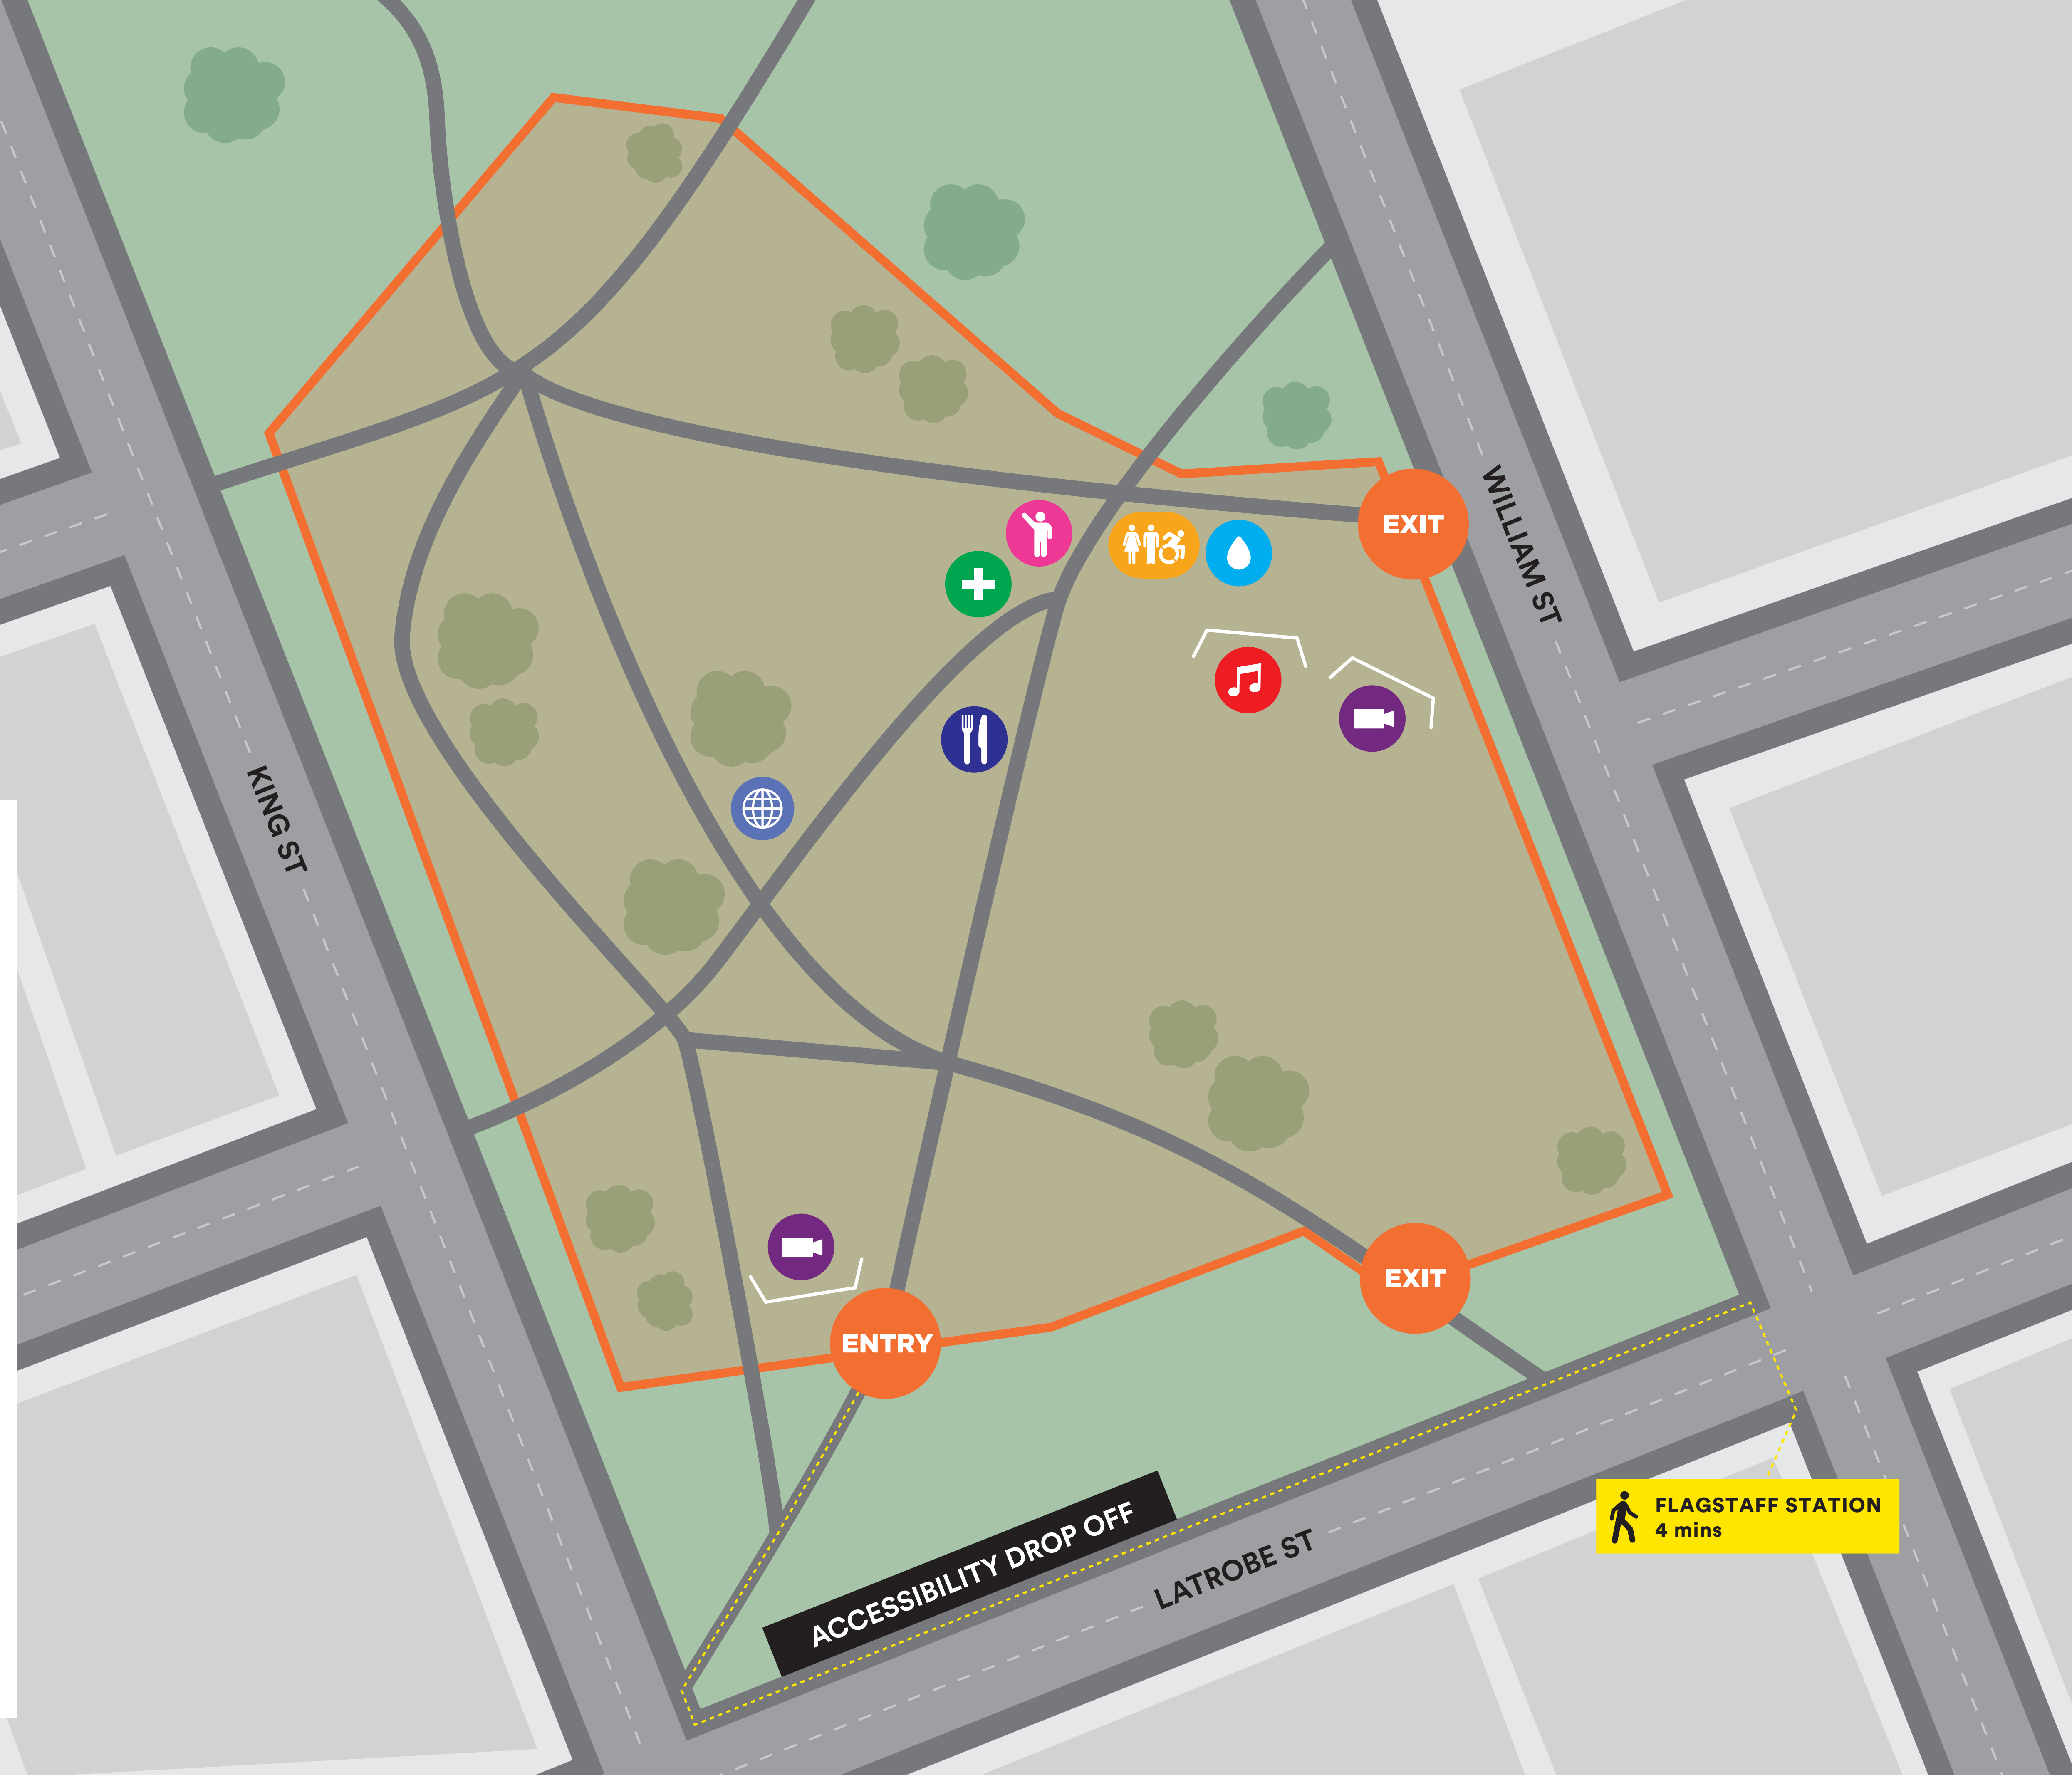 EXIT
WILLIAM ST
KING ST
EXIT
ENTRY
ACCESSIBILITY DROP OFF
LATROBE ST
FLAGSTAFF STATION
4 mins